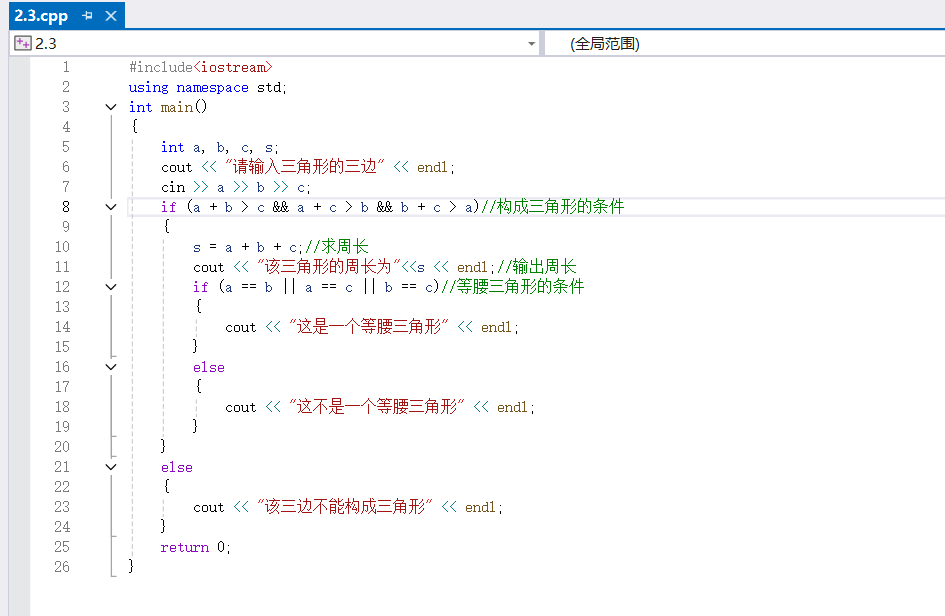 2.3.cpp
2.3 (全局范围)
1 #include<iostream>
2 using namespace std;
3 int main()
4 {
5 int a, b, c, s;
6 cout << "请输入三角形的三边" << endl;
7 cin >> a >> b >> c;
8 if (a + b > c && a + c > b && b + c > a)//构成三角形的条件
9 {
10 s = a + b + c;//求周长
11 cout << "该三角形的周长为"<<s << endl;//输出周长
12 if (a == b || a == c || b == c)//等腰三角形的条件
13 {
14 cout << "这是一个等腰三角形" << endl;
15 }
16 else
17 {
18 cout << "这不是一个等腰三角形" << endl;
19 }
20 }
21 else
22 {
23 cout << "该三边不能构成三角形" << endl;
24 }
25 return 0;
26 }